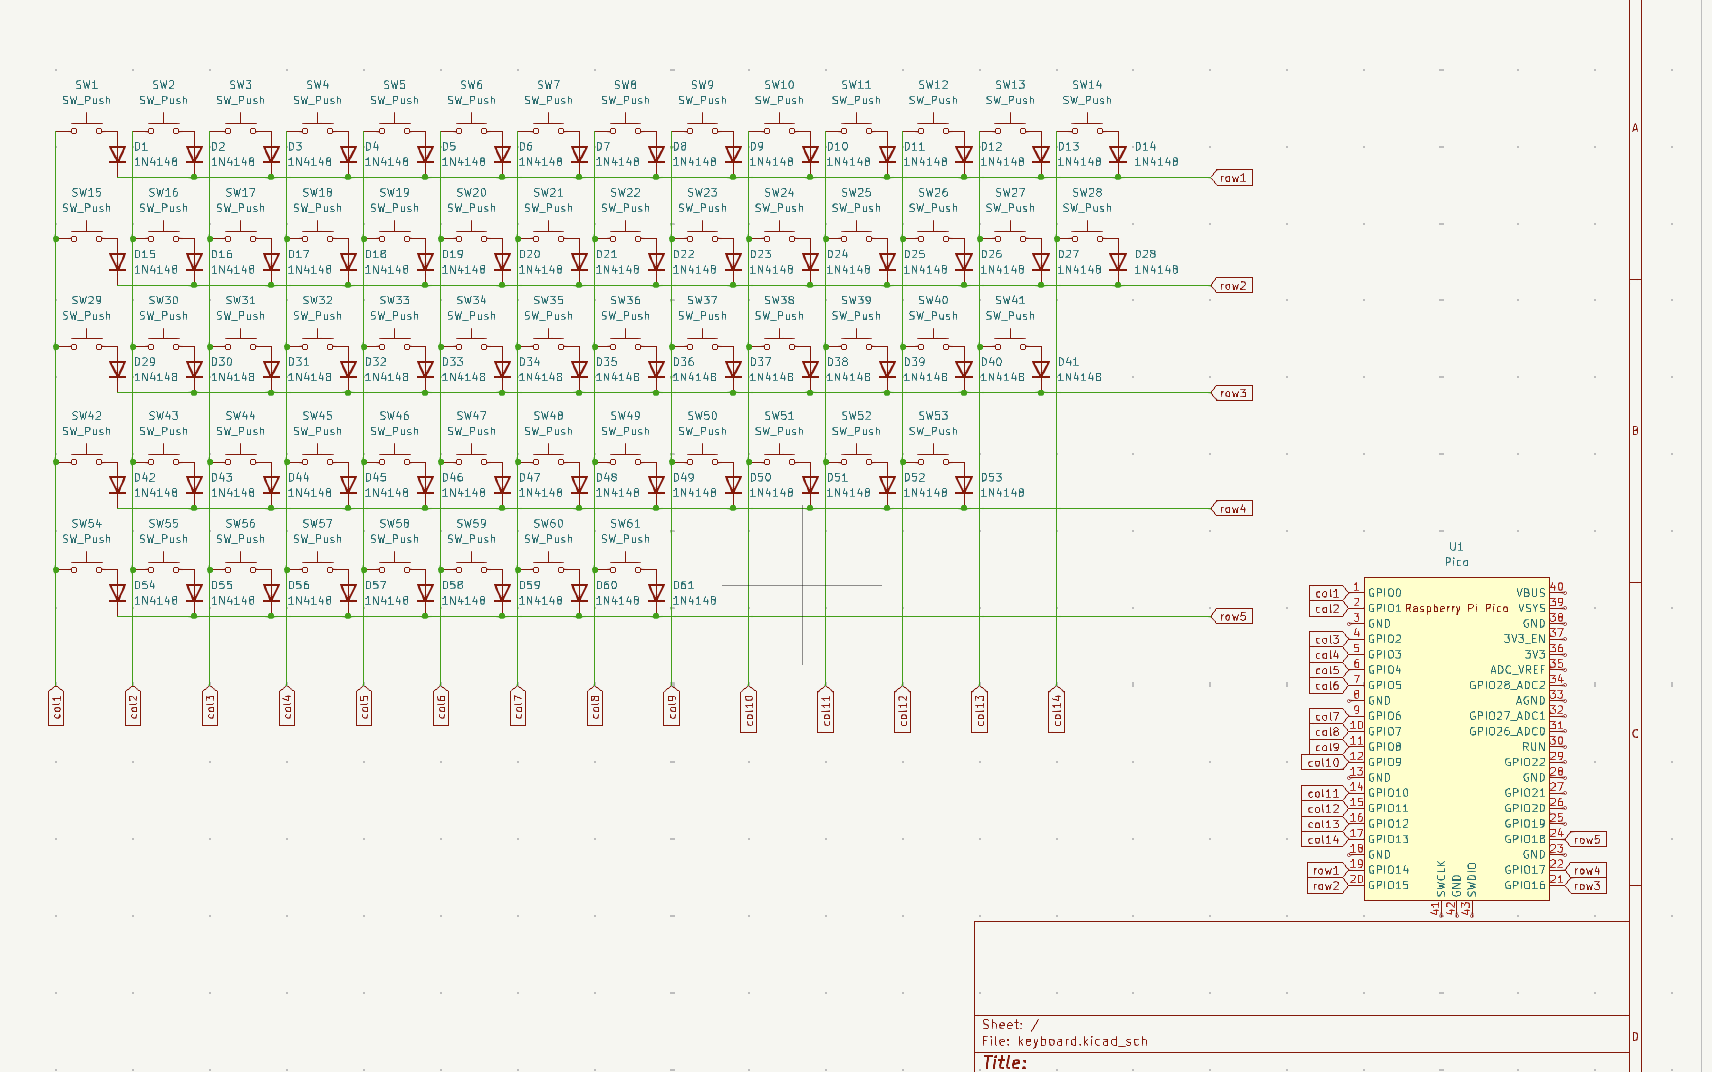 SW1 SW2 SW3 SW4 SW5 SW6 SW7 SW8 SW9 SW10 SW11 SW12 SW13 SW14
SW_Push SW_Push SW_Push SW_Push SW_Push SW_Push SW_Push SW_Push SW_Push SW_Push SW_Push SW_Push SW_Push SW_Push
D1 D2 D3 D4 D5 D6 D7 D8 D9 D10 D11 D12 D13 D14
1N4148 1N4148 1N4148 1N4148 1N4148 1N4148 1N4148 1N4148 1N4148 1N4148 1N4148 1N4148 1N4148 1N4148
row1
SW15 SW16 SW17 SW18 SW19 SW20 SW21 SW22 SW23 SW24 SW25 SW26 SW27 SW28
SW_Push SW_Push SW_Push SW_Push SW_Push SW_Push SW_Push SW_Push SW_Push SW_Push SW_Push SW_Push SW_Push SW_Push
D15 D16 D17 D18 D19 D20 D21 D22 D23 D24 D25 D26 D27 D28
1N4148 1N4148 1N4148 1N4148 1N4148 1N4148 1N4148 1N4148 1N4148 1N4148 1N4148 1N4148 1N4148 1N4148
row2
SW29 SW30 SW31 SW32 SW33 SW34 SW35 SW36 SW37 SW38 SW39 SW40 SW41
SW_Push SW_Push SW_Push SW_Push SW_Push SW_Push SW_Push SW_Push SW_Push SW_Push SW_Push SW_Push SW_Push
D29 D30 D31 D32 D33 D34 D35 D36 D37 D38 D39 D40 D41
1N4148 1N4148 1N4148 1N4148 1N4148 1N4148 1N4148 1N4148 1N4148 1N4148 1N4148 1N4148 1N4148
row3
SW42 SW43 SW44 SW45 SW46 SW47 SW48 SW49 SW50 SW51 SW52 SW53
SW_Push SW_Push SW_Push SW_Push SW_Push SW_Push SW_Push SW_Push SW_Push SW_Push SW_Push SW_Push
D42 D43 D44 D45 D46 D47 D48 D49 D50 D51 D52 D53
1N4148 1N4148 1N4148 1N4148 1N4148 1N4148 1N4148 1N4148 1N4148 1N4148 1N4148 1N4148
row4
SW54 SW55 SW56 SW57 SW58 SW59 SW60 SW61
SW_Push SW_Push SW_Push SW_Push SW_Push SW_Push SW_Push SW_Push
D54 D55 D56 D57 D58 D59 D60 D61
1N4148 1N4148 1N4148 1N4148 1N4148 1N4148 1N4148 1N4148
row5
col1 col2 col3 col4 col5 col6 col7 col8 col9 col10 col11 col12 col13 col14
U1
Pico
Raspberry Pi Pico
col1 1 GPIO0 VBUS 40
col2 2 GPIO1 VSYS 39
3 GND GND 38
col3 4 GPIO2 3V3_EN 37
col4 5 GPIO3 3V3 36
col5 6 GPIO4 ADC_VREF 35
col6 7 GPIO5 GPIO28_ADC2 34
8 GND AGND 33
col7 9 GPIO6 GPIO27_ADC1 32
col8 10 GPIO7 GPIO26_ADC0 31
col9 11 GPIO8 RUN 30
col10 12 GPIO9 GPIO22 29
13 GND GND 28
col11 14 GPIO10 GPIO21 27
col12 15 GPIO11 GPIO20 26
col13 16 GPIO12 GPIO19 25
col14 17 GPIO13 GPIO18 24 row5
18 GND GND 23
row1 19 GPIO14 GPIO17 22 row4
row2 20 GPIO15 GPIO16 21 row3
SWCLK GND SWDIO
41 42 43
A
B
C
D
Sheet: /
File: keyboard.kicad_sch
Title: